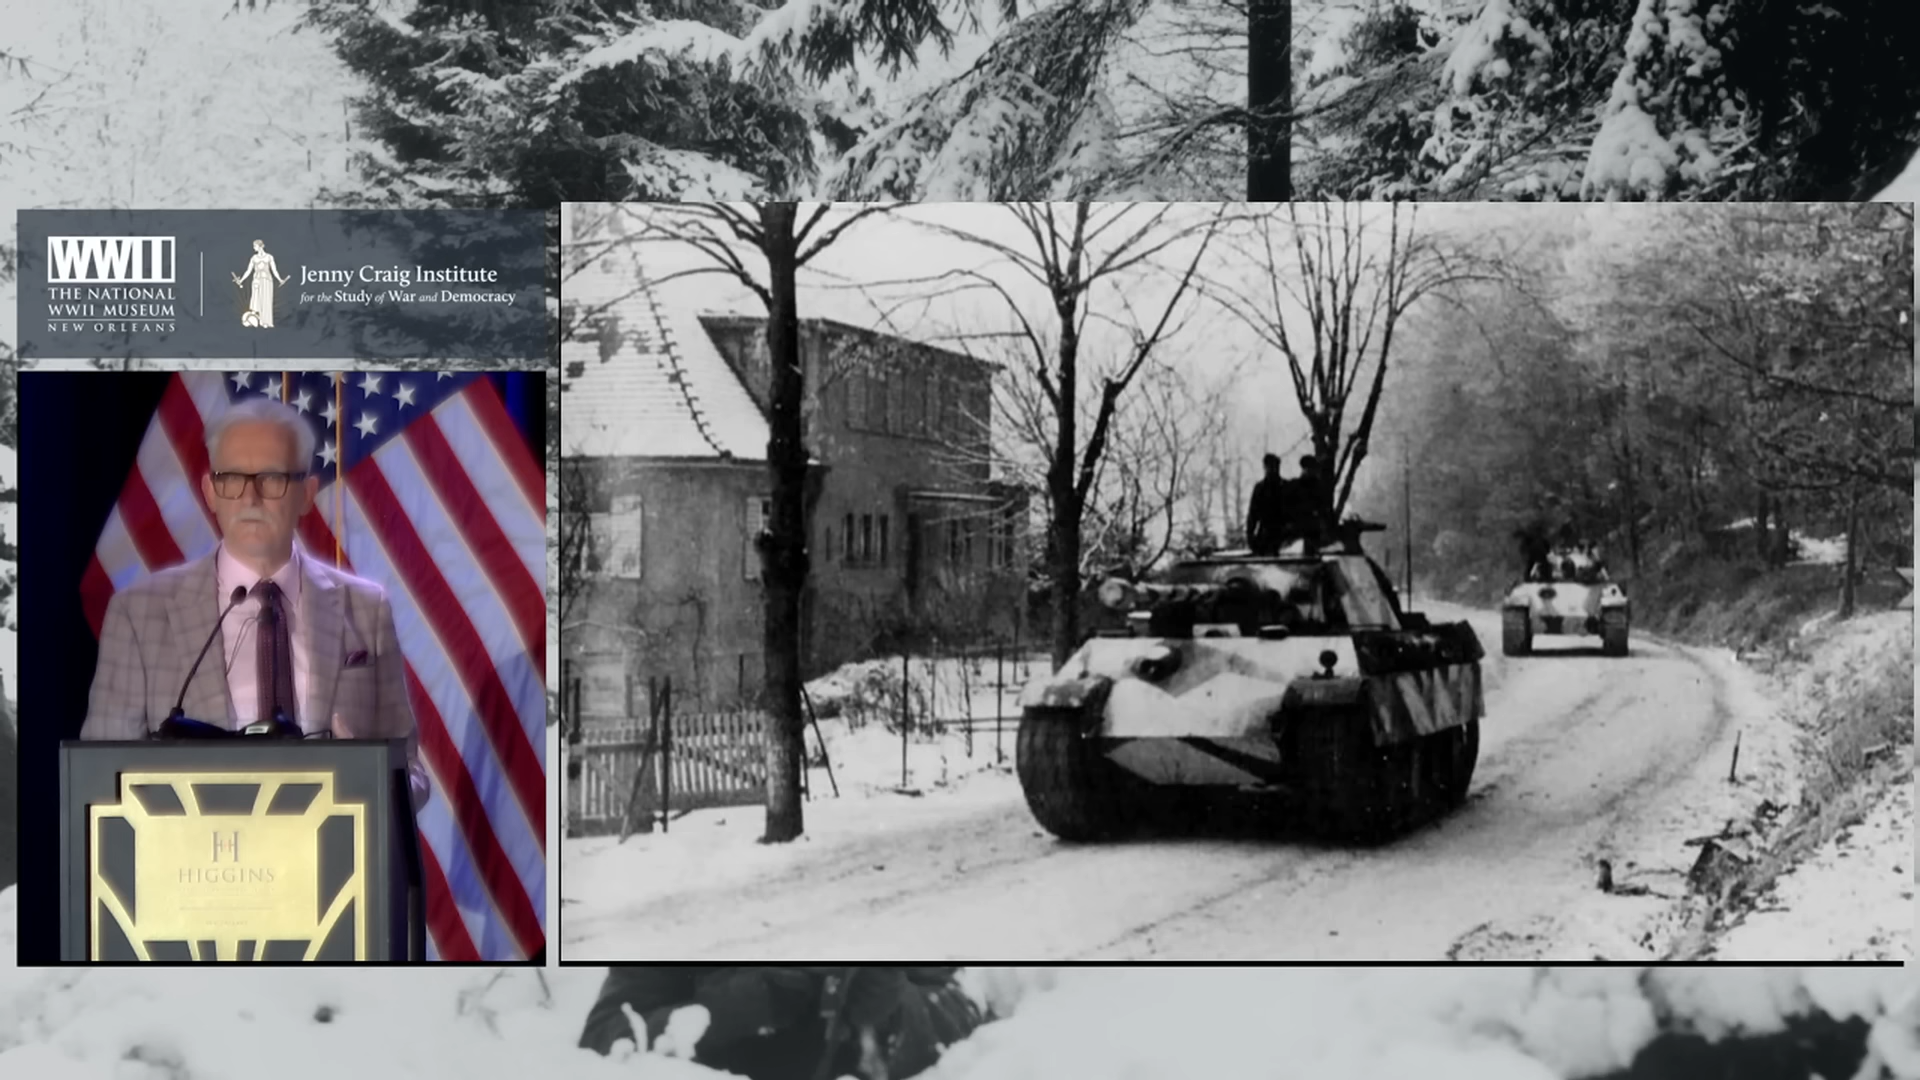 WWII
THE NATIONAL
WWII MUSEUM
NEW ORLEANS
Jenny Craig Institute
for the Study of War and Democracy
H
HIGGINS